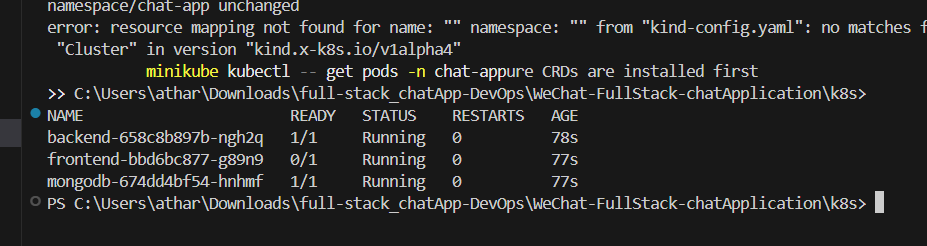 namespace/chat-app unchanged
error: resource mapping not found for name: "" namespace: "" from "kind-config.yaml": no matches f
"Cluster" in version "kind.x-k8s.io/v1alpha4"
minikube kubectl -- get pods -n chat-appure CRDs are installed first
>> C:\Users\athar\Downloads\full-stack_chatApp-DevOps\WeChat-FullStack-chatApplication\k8s>
NAME READY STATUS RESTARTS AGE
backend-658c8b897b-ngh2q 1/1 Running 0 78s
frontend-bbd6bc877-g89n9 0/1 Running 0 77s
mongodb-674dd4bf54-hnhmf 1/1 Running 0 77s
PS C:\Users\athar\Downloads\full-stack_chatApp-DevOps\WeChat-FullStack-chatApplication\k8s>